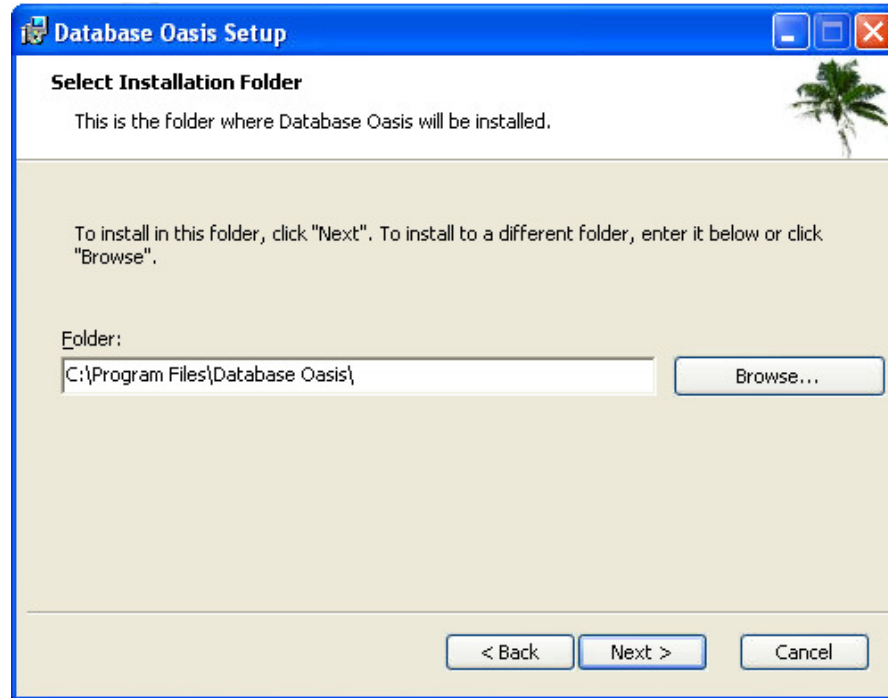 Database Oasis Setup
Select Installation Folder
This is the folder where Database Oasis will be installed.
To install in this folder, click "Next". To install to a different folder, enter it below or click
"Browse".
Folder:
C:\Program Files\Database Oasis\
Browse...
< Back
Next >
Cancel